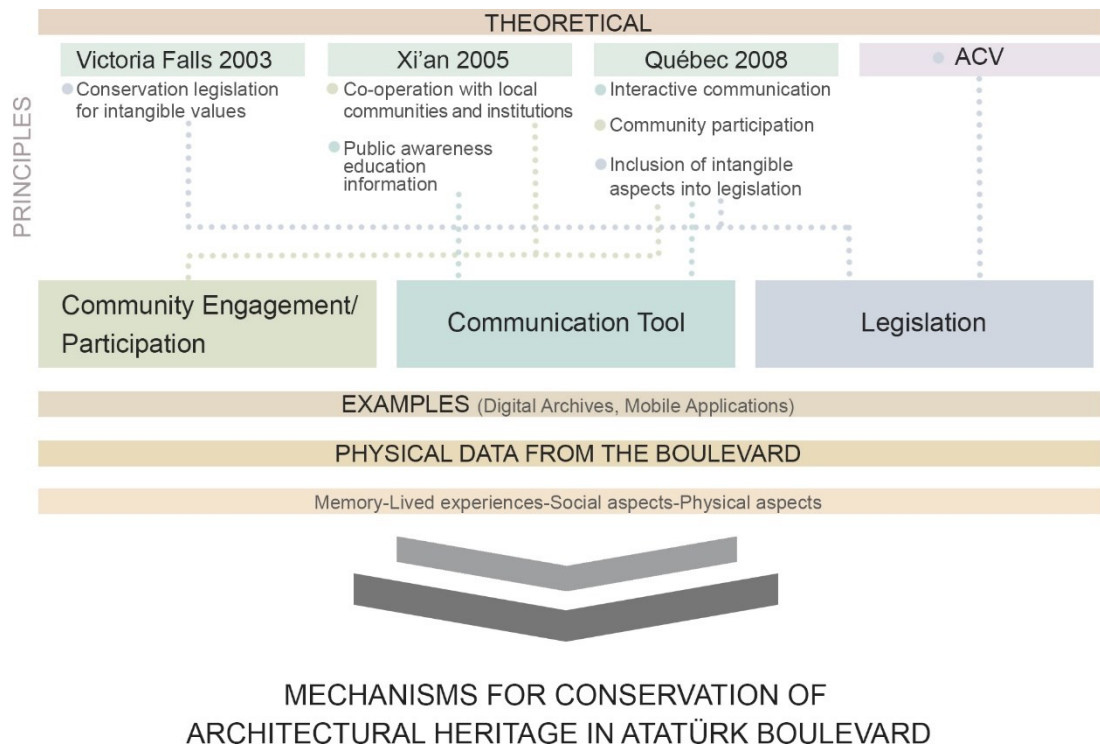 THEORETICAL
PRINCIPLES
Victoria Falls 2003
Conservation legislation
for intangible values
Xi’an 2005
Co-operation with local
communities and institutions
Public awareness
education
information
Québec 2008
Interactive communication
Community participation
Inclusion of intangible
aspects into legislation
ACV
Community Engagement/
Participation
Communication Tool
Legislation
EXAMPLES (Digital Archives, Mobile Applications)
PHYSICAL DATA FROM THE BOULEVARD
Memory-Lived experiences-Social aspects-Physical aspects
MECHANISMS FOR CONSERVATION OF
ARCHITECTURAL HERITAGE IN ATATÜRK BOULEVARD